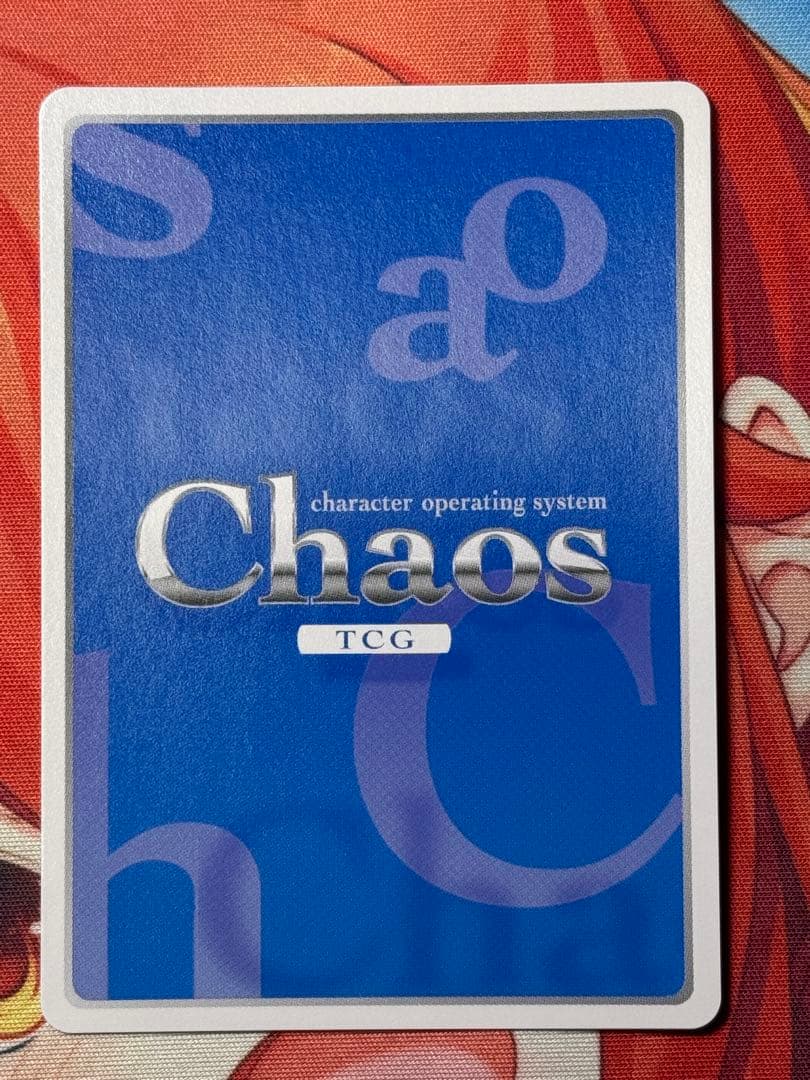 s
o
a
character operating system
Chaos
TCG
C
h